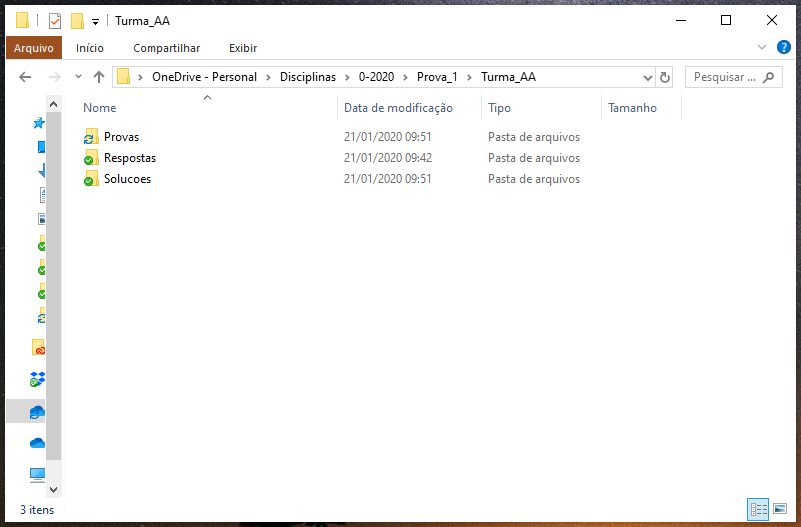 Turma_AA
Arquivo Início Compartilhar Exibir
OneDrive - Personal Disciplinas 0-2020 Prova_1 Turma_AA Pesquisar ...
Nome Data de modificação Tipo Tamanho
Provas 21/01/2020 09:51 Pasta de arquivos
Respostas 21/01/2020 09:42 Pasta de arquivos
Solucoes 21/01/2020 09:51 Pasta de arquivos
3 itens